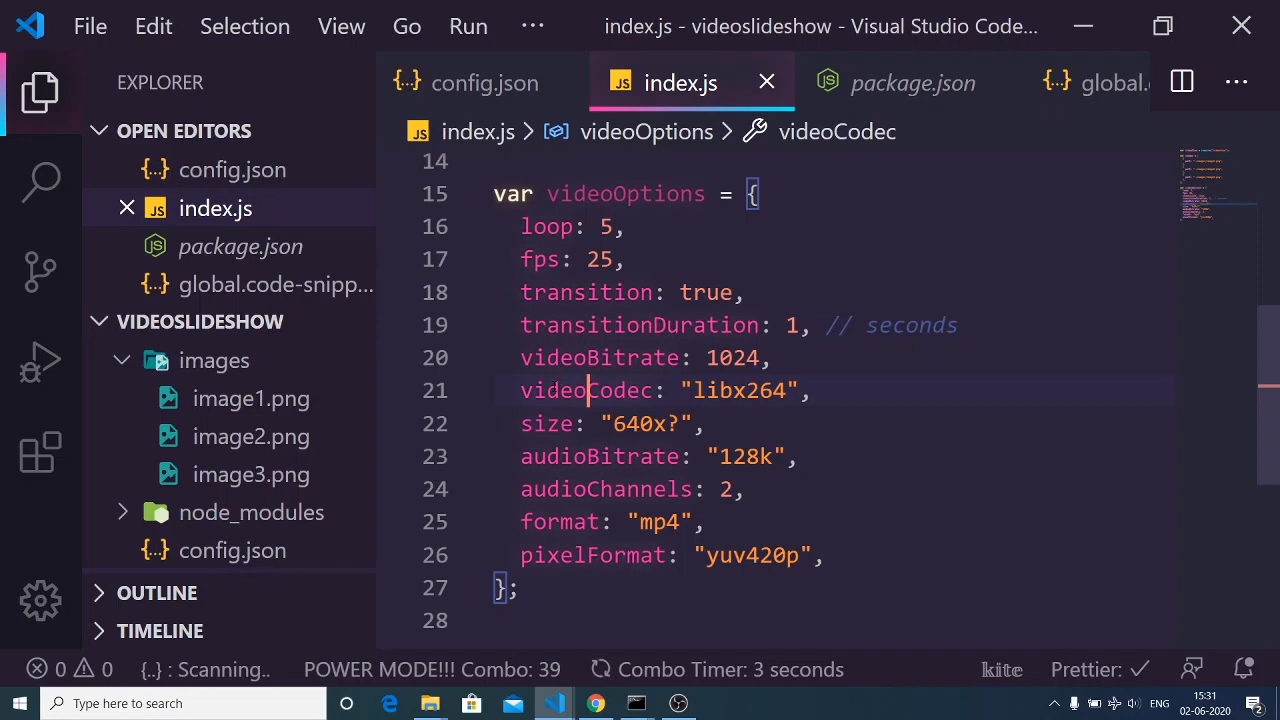 File Edit Selection View Go Run ··· index.js - videoslideshow - Visual Studio Code...
EXPLORER
OPEN EDITORS
config.json
index.js
package.json
global.code-snipp...
VIDEOSLIDESHOW
images
image1.png
image2.png
image3.png
node_modules
config.json
OUTLINE
TIMELINE
config.json index.js package.json global.
index.js > videoOptions > videoCodec
14
15 var videoOptions = {
16 loop: 5,
17 fps: 25,
18 transition: true,
19 transitionDuration: 1, // seconds
20 videoBitrate: 1024,
21 videoCodec: "libx264",
22 size: "640x?",
23 audioBitrate: "128k",
24 audioChannels: 2,
25 format: "mp4",
26 pixelFormat: "yuv420p",
27 };
28
0 0 {..} : Scanning.. POWER MODE!!! Combo: 39 Combo Timer: 3 seconds kite Prettier: ✓
Type here to search
ENG
15:31
02-06-2020
2